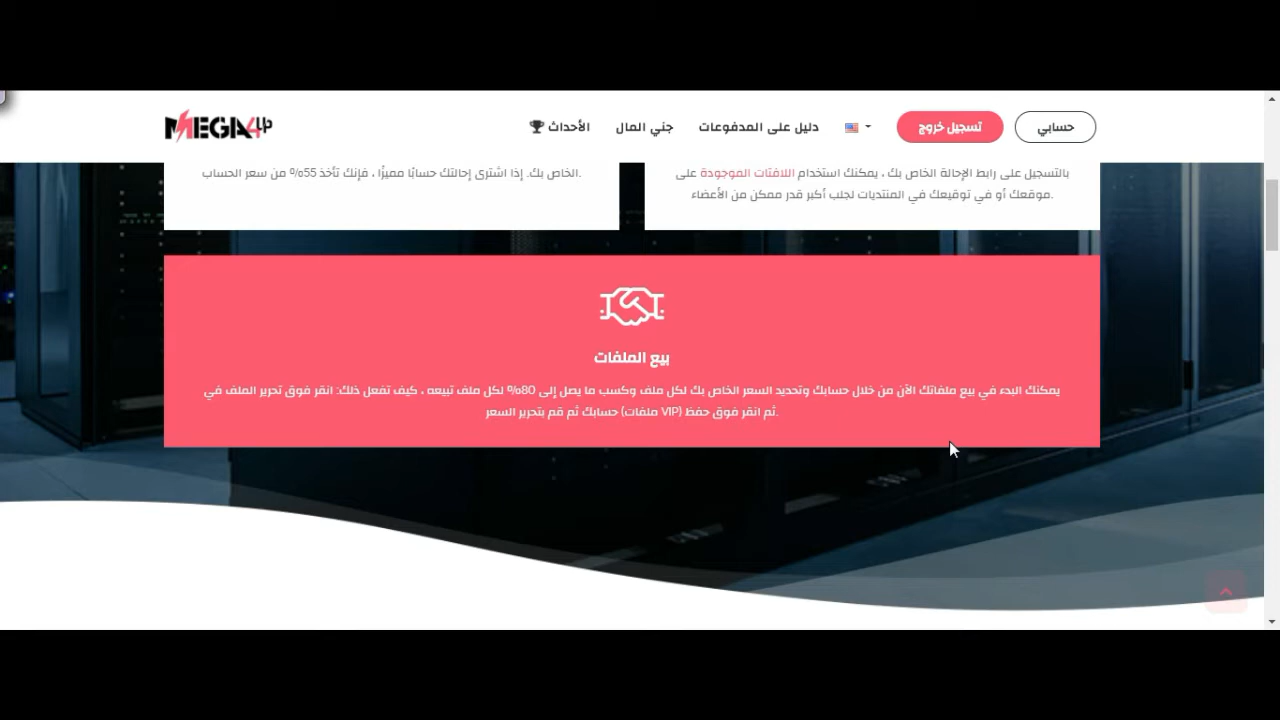 حسابي
تسجيل خروج
دليل على المدفوعات
جني المال
الأحداث
MEGA4UP
بالتسجيل على رابط الإحالة الخاص بك ، يمكنك استخدام اللافتات الموجودة على
موقعك أو في توقيعك في المنتديات لجلب أكبر قدر ممكن من الأعضاء.
الخاص بك. إذا اشترى إحالتك حسابًا مميزًا ، فإنك تأخذ 55% من سعر الحساب.
بيع الملفات
يمكنك البدء في بيع ملفاتك الآن من خلال حسابك وتحديد السعر الخاص بك لكل ملف وكسب ما يصل إلى 80% لكل ملف تبيعه ، كيف تفعل ذلك: انقر فوق تحرير الملف في
ثم انقر فوق حفظ (VIP ملفات) حسابك ثم قم بتحرير السعر.